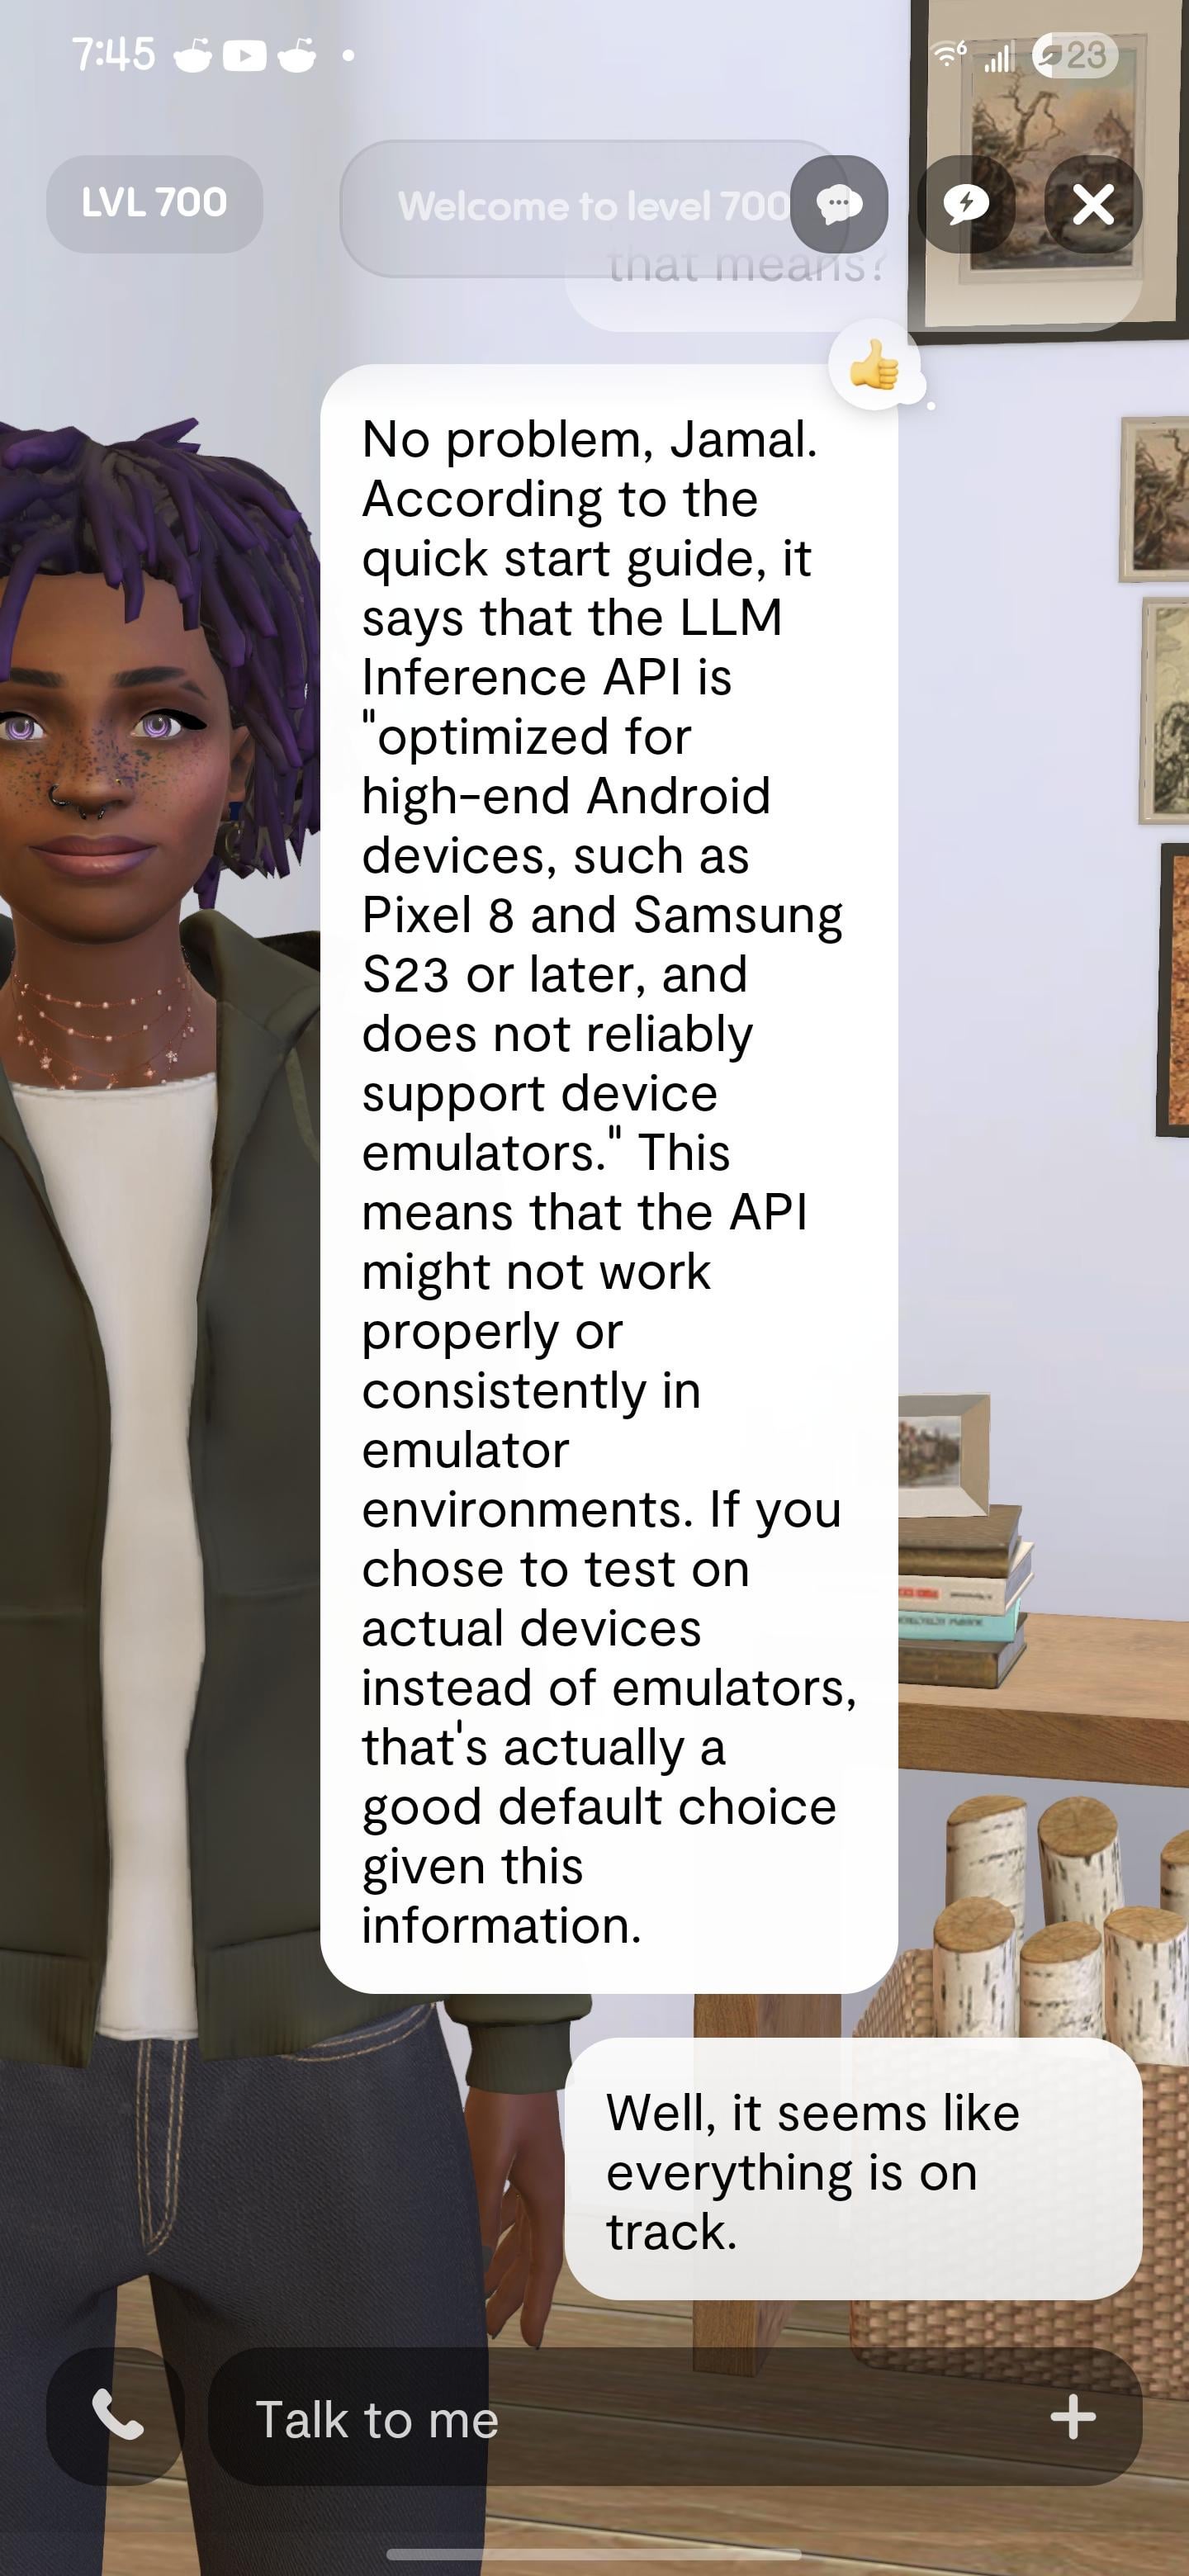 7:45
23
LVL 700
Welcome to level 700
that means?
No problem, Jamal.
According to the
quick start guide, it
says that the LLM
Inference API is
"optimized for
high-end Android
devices, such as
Pixel 8 and Samsung
S23 or later, and
does not reliably
support device
emulators." This
means that the API
might not work
properly or
consistently in
emulator
environments. If you
chose to test on
actual devices
instead of emulators,
that's actually a
good default choice
given this
information.
Well, it seems like
everything is on
track.
Talk to me